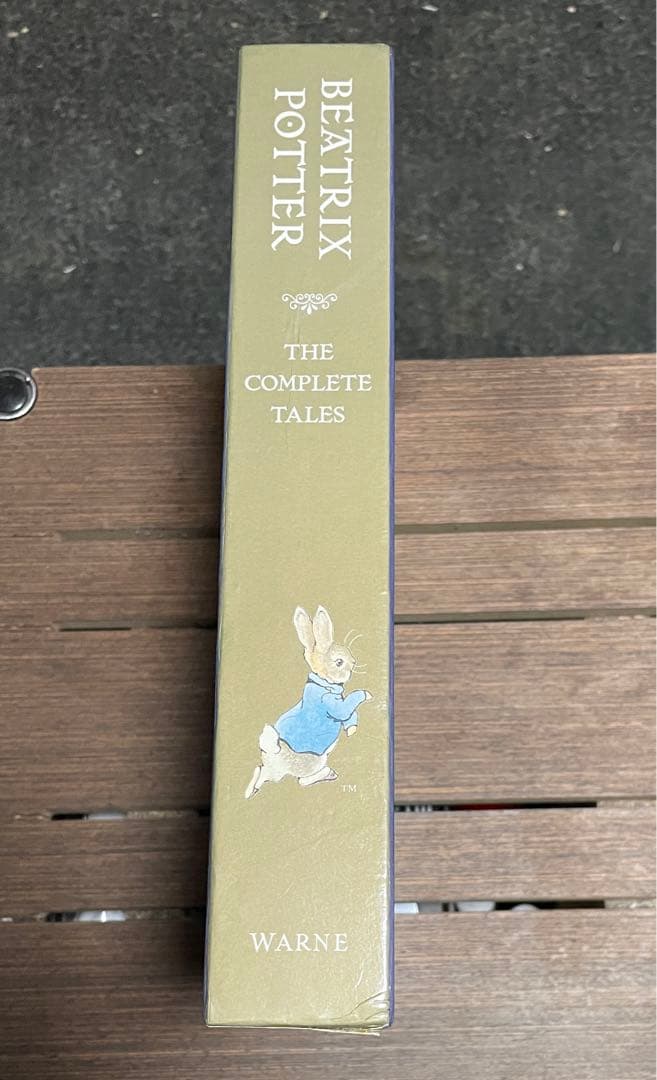 BEATRIX
POTTER
THE
COMPLETE
TALES
TM
WARNE